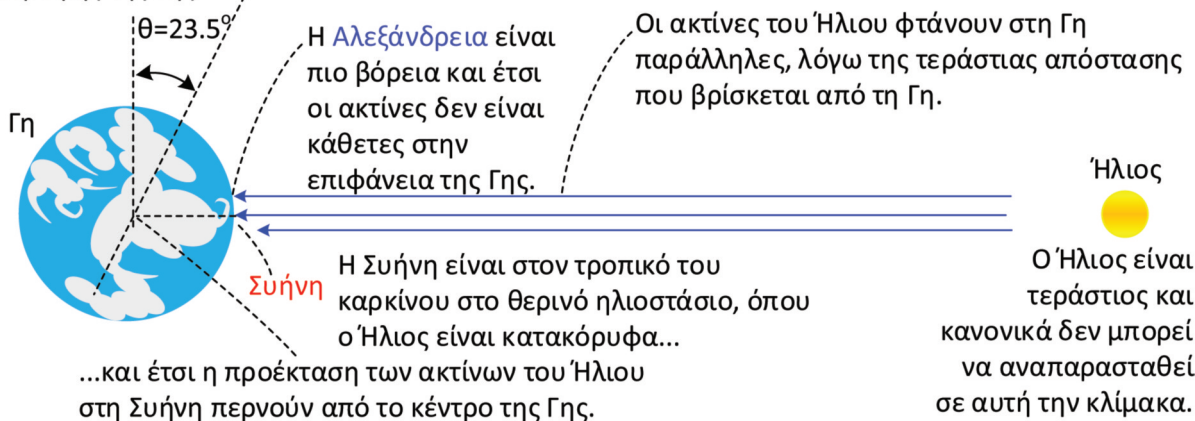 θ=23.5°
Γη
Η Αλεξάνδρεια είναι
πιο βόρεια και έτσι
οι ακτίνες δεν είναι
κάθετες στην
επιφάνεια της Γης.
Οι ακτίνες του Ήλιου φτάνουν στη Γη
παράλληλες, λόγω της τεράστιας απόστασης
που βρίσκεται από τη Γη.
Ήλιος
Ο Ήλιος είναι
τεράστιος και
κανονικά δεν μπορεί
να αναπαρασταθεί
σε αυτή την κλίμακα.
Συήνη
Η Συήνη είναι στον τροπικό του
καρκίνου στο θερινό ηλιοστάσιο, όπου
ο Ήλιος είναι κατακόρυφα...
...και έτσι η προέκταση των ακτίνων του Ήλιου
στη Συήνη περνούν από το κέντρο της Γης.